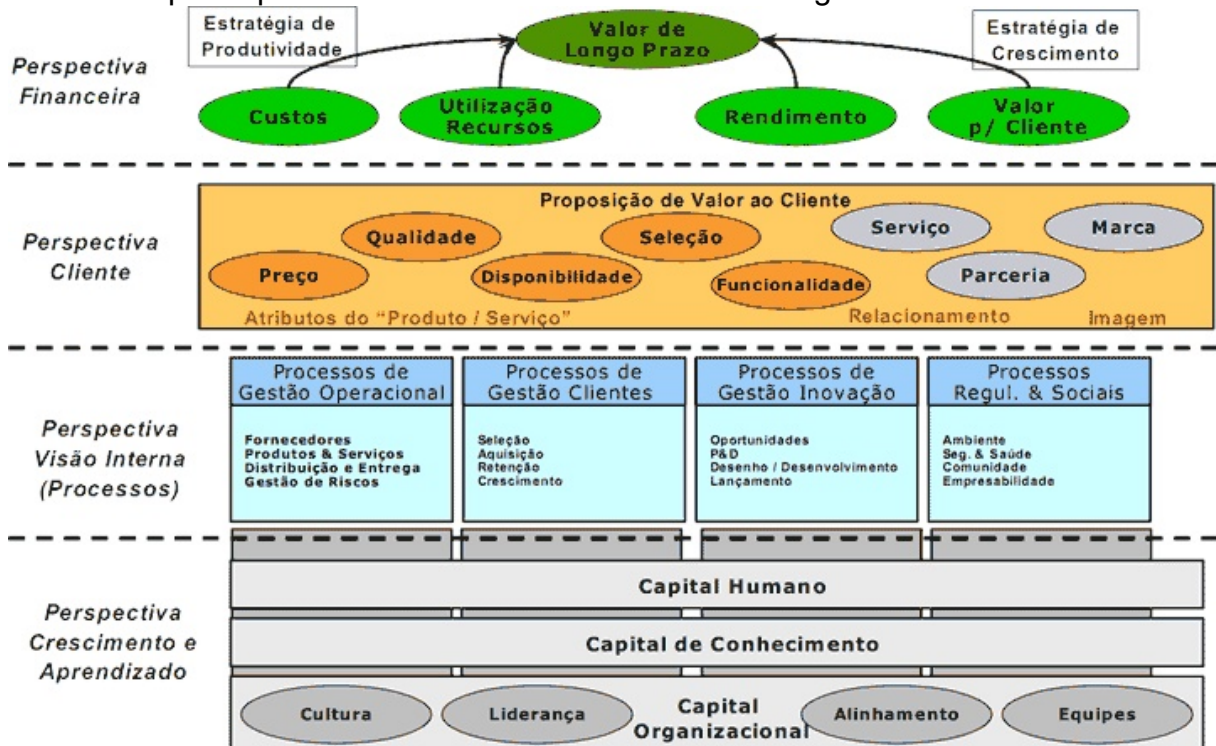 Estratégia de
Produtividade
Valor de
Longo Prazo
Estratégia de
Crescimento
Perspectiva
Financeira
Custos
Utilização
Recursos
Rendimento
Valor
p/ Cliente
Proposição de Valor ao Cliente
Perspectiva
Cliente
Qualidade
Seleção
Serviço
Marca
Preço
Disponibilidade
Funcionalidade
Parceria
Atributos do “Produto / Serviço”
Relacionamento
Imagem
Perspectiva
Visão Interna
(Processos)
Processos de
Gestão Operacional
Fornecedores
Produtos & Serviços
Distribuição e Entrega
Gestão de Riscos
Processos de
Gestão Clientes
Seleção
Aquisição
Retenção
Crescimento
Processos de
Gestão Inovação
Oportunidades
P&D
Desenho / Desenvolvimento
Lançamento
Processos
Regul. & Sociais
Ambiente
Seg. & Saúde
Comunidade
Empresabilidade
Perspectiva
Crescimento e
Aprendizado
Capital Humano
Capital de Conhecimento
Cultura
Liderança
Capital
Organizacional
Alinhamento
Equipes